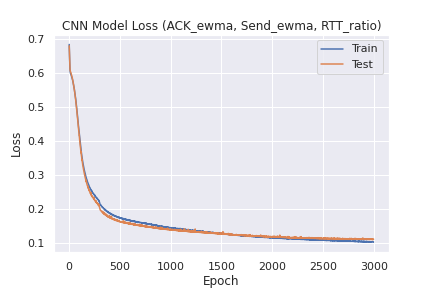 CNN Model Loss (ACK_ewma, Send_ewma, RTT_ratio)
0.7
0.6
0.5
0.4
0.3
0.2
0.1
Loss
Train
Test
0 500 1000 1500 2000 2500 3000
Epoch